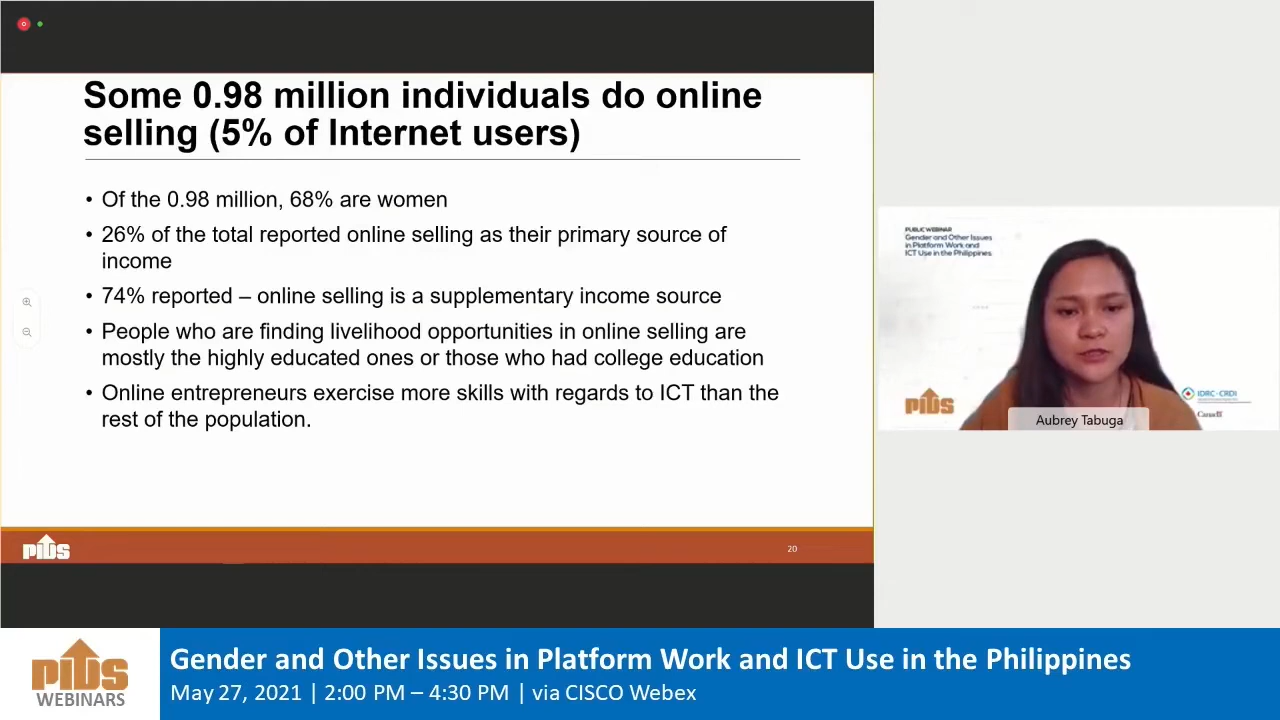 Some 0.98 million individuals do online
selling (5% of Internet users)
• Of the 0.98 million, 68% are women
• 26% of the total reported online selling as their primary source of
income
• 74% reported – online selling is a supplementary income source
• People who are finding livelihood opportunities in online selling are
mostly the highly educated ones or those who had college education
• Online entrepreneurs exercise more skills with regards to ICT than the
rest of the population.
PIDS
20
PUBLIC WEBINAR
Gender and Other Issues
in Platform Work and
ICT Use in the Philippines
PIDS
IDRC · CRDI
Canada
Aubrey Tabuga
PIDS
WEBINARS
Gender and Other Issues in Platform Work and ICT Use in the Philippines
May 27, 2021 | 2:00 PM – 4:30 PM | via CISCO Webex